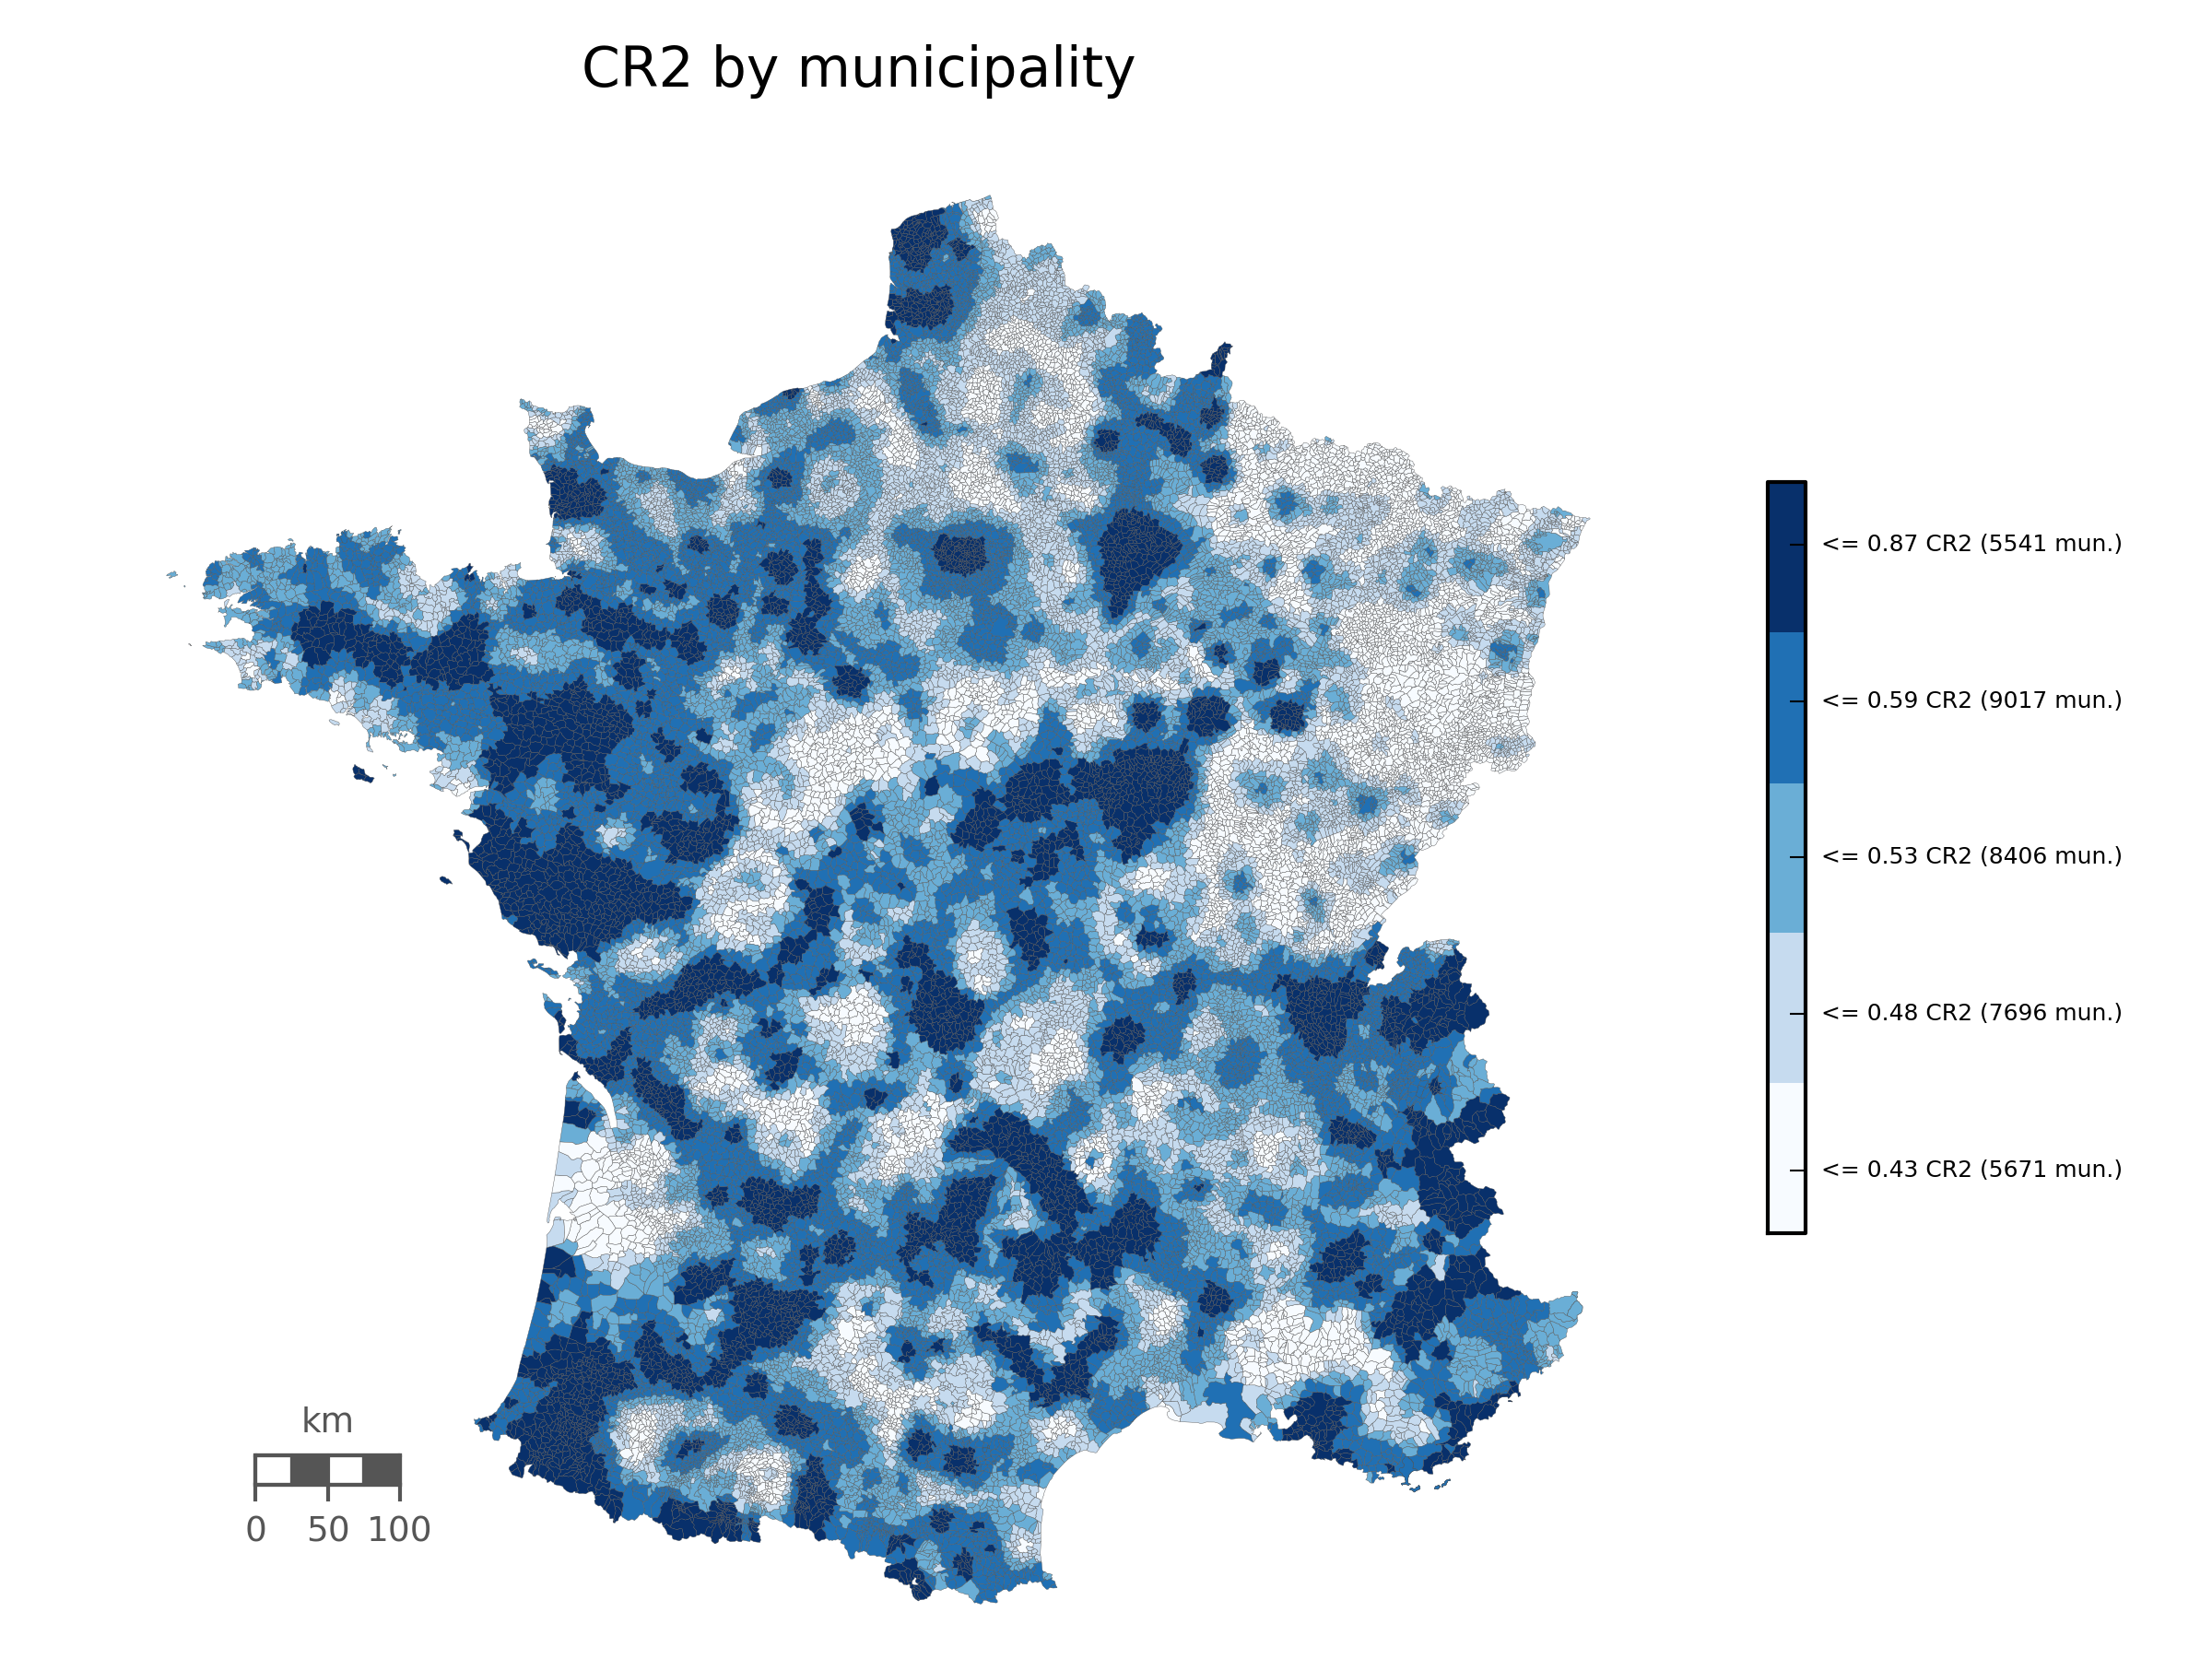 CR2 by municipality
<= 0.87 CR2 (5541 mun.)
<= 0.59 CR2 (9017 mun.)
<= 0.53 CR2 (8406 mun.)
<= 0.48 CR2 (7696 mun.)
<= 0.43 CR2 (5671 mun.)
km
0 50 100